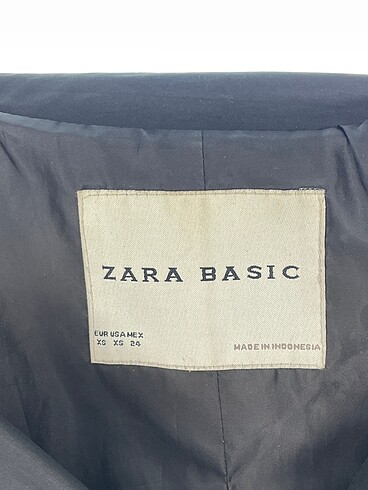 ZARA BASIC
EUR USA MEX
XS XS 24
MADE IN INDONESIA